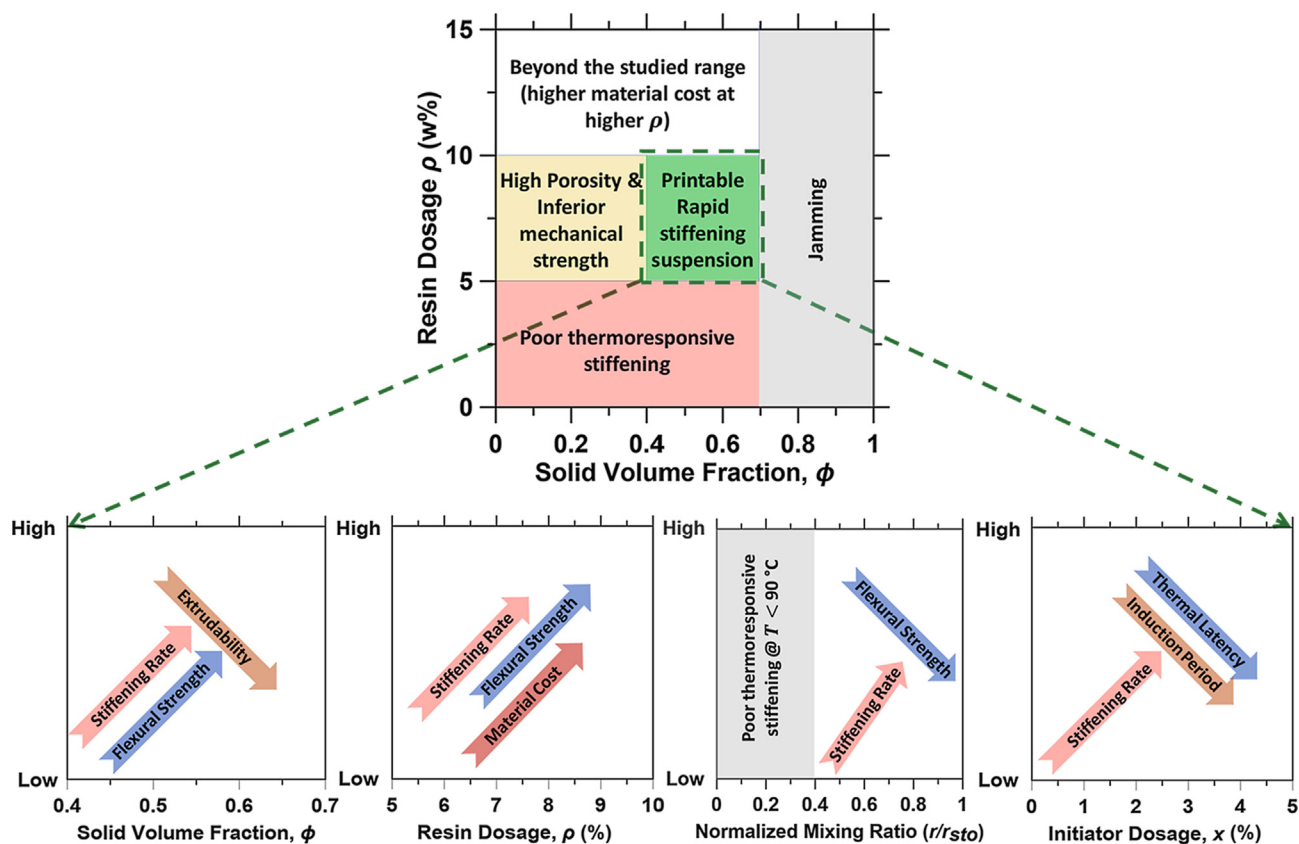 15
10
5
0
Resin Dosage ρ (w%)
Beyond the studied range
(higher material cost at
higher ρ)
High Porosity &
Inferior
mechanical
strength
Printable
Rapid
stiffening
suspension
Jamming
Poor thermoresponsive
stiffening
0 0.2 0.4 0.6 0.8 1
Solid Volume Fraction, ϕ
High
Low
Extrudability
Stiffening Rate
Flexural Strength
0.4 0.5 0.6 0.7
Solid Volume Fraction, ϕ
High
Low
Stiffening Rate
Flexural Strength
Material Cost
5 6 7 8 9 10
Resin Dosage, ρ (%)
High
Low
Poor thermoresponsive
stiffening @ T < 90 °C
Flexural Strength
Stiffening Rate
0 0.2 0.4 0.6 0.8 1
Normalized Mixing Ratio (r/rsto)
High
Low
Thermal Latency
Induction Period
Stiffening Rate
0 1 2 3 4 5
Initiator Dosage, x (%)